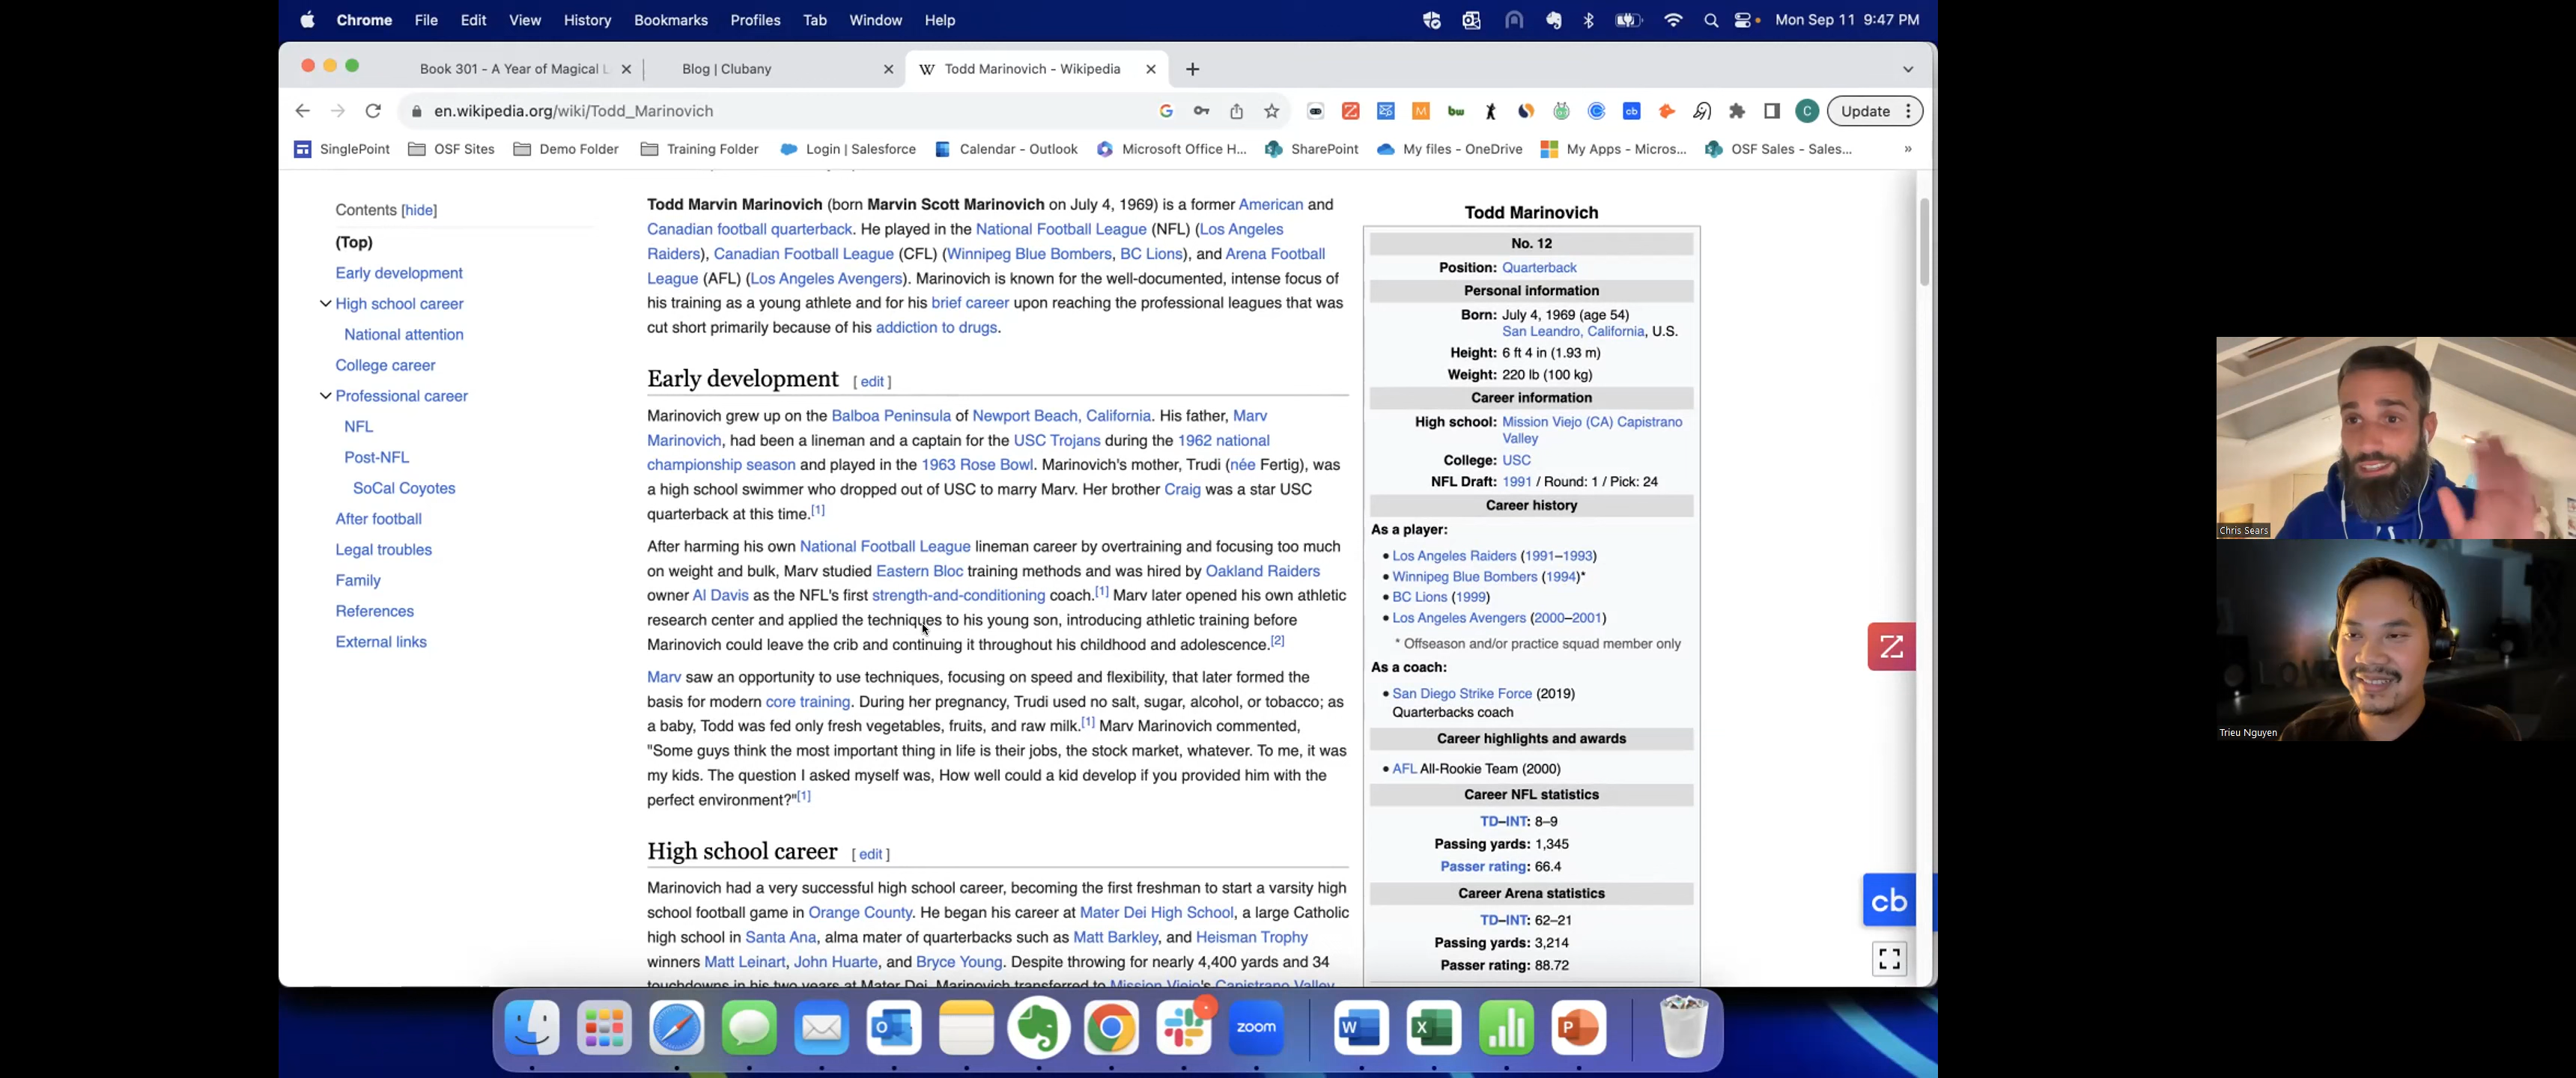 Chrome File Edit View History Bookmarks Profiles Tab Window Help Mon Sep 11 9:47 PM
Book 301 - A Year of Magical L
Blog | Clubany
Todd Marinovich - Wikipedia
en.wikipedia.org/wiki/Todd_Marinovich
M bw cb C Update
SinglePoint OSF Sites Demo Folder Training Folder Login | Salesforce Calendar - Outlook Microsoft Office H... SharePoint My files - OneDrive My Apps - Micros... OSF Sales - Sales... »
Contents [hide]
(Top)
Early development
High school career
National attention
College career
Professional career
NFL
Post-NFL
SoCal Coyotes
After football
Legal troubles
Family
References
External links
Todd Marvin Marinovich (born Marvin Scott Marinovich on July 4, 1969) is a former American and
Canadian football quarterback. He played in the National Football League (NFL) (Los Angeles
Raiders), Canadian Football League (CFL) (Winnipeg Blue Bombers, BC Lions), and Arena Football
League (AFL) (Los Angeles Avengers). Marinovich is known for the well-documented, intense focus of
his training as a young athlete and for his brief career upon reaching the professional leagues that was
cut short primarily because of his addiction to drugs.
Early development [ edit ]
Marinovich grew up on the Balboa Peninsula of Newport Beach, California. His father, Marv
Marinovich, had been a lineman and a captain for the USC Trojans during the 1962 national
championship season and played in the 1963 Rose Bowl. Marinovich's mother, Trudi (née Fertig), was
a high school swimmer who dropped out of USC to marry Marv. Her brother Craig was a star USC
quarterback at this time.[1]
After harming his own National Football League lineman career by overtraining and focusing too much
on weight and bulk, Marv studied Eastern Bloc training methods and was hired by Oakland Raiders
owner Al Davis as the NFL's first strength-and-conditioning coach.[1] Marv later opened his own athletic
research center and applied the techniques to his young son, introducing athletic training before
Marinovich could leave the crib and continuing it throughout his childhood and adolescence.[2]
Marv saw an opportunity to use techniques, focusing on speed and flexibility, that later formed the
basis for modern core training. During her pregnancy, Trudi used no salt, sugar, alcohol, or tobacco; as
a baby, Todd was fed only fresh vegetables, fruits, and raw milk.[1] Marv Marinovich commented,
"Some guys think the most important thing in life is their jobs, the stock market, whatever. To me, it was
my kids. The question I asked myself was, How well could a kid develop if you provided him with the
perfect environment?"[1]
High school career [ edit ]
Marinovich had a very successful high school career, becoming the first freshman to start a varsity high
school football game in Orange County. He began his career at Mater Dei High School, a large Catholic
high school in Santa Ana, alma mater of quarterbacks such as Matt Barkley, and Heisman Trophy
winners Matt Leinart, John Huarte, and Bryce Young. Despite throwing for nearly 4,400 yards and 34
touchdowns in his two years at Mater Dei, Marinovich transferred to Mission Viejo's Capistrano Valley
Todd Marinovich
No. 12
Position: Quarterback
Personal information
Born: July 4, 1969 (age 54)
San Leandro, California, U.S.
Height: 6 ft 4 in (1.93 m)
Weight: 220 lb (100 kg)
Career information
High school: Mission Viejo (CA) Capistrano
Valley
College: USC
NFL Draft: 1991 / Round: 1 / Pick: 24
Career history
As a player:
• Los Angeles Raiders (1991–1993)
• Winnipeg Blue Bombers (1994)*
• BC Lions (1999)
• Los Angeles Avengers (2000–2001)
* Offseason and/or practice squad member only
As a coach:
• San Diego Strike Force (2019)
Quarterbacks coach
Career highlights and awards
• AFL All-Rookie Team (2000)
Career NFL statistics
TD–INT: 8–9
Passing yards: 1,345
Passer rating: 66.4
Career Arena statistics
TD–INT: 62–21
Passing yards: 3,214
Passer rating: 88.72
cb
zoom
Chris Sears
Trieu Nguyen